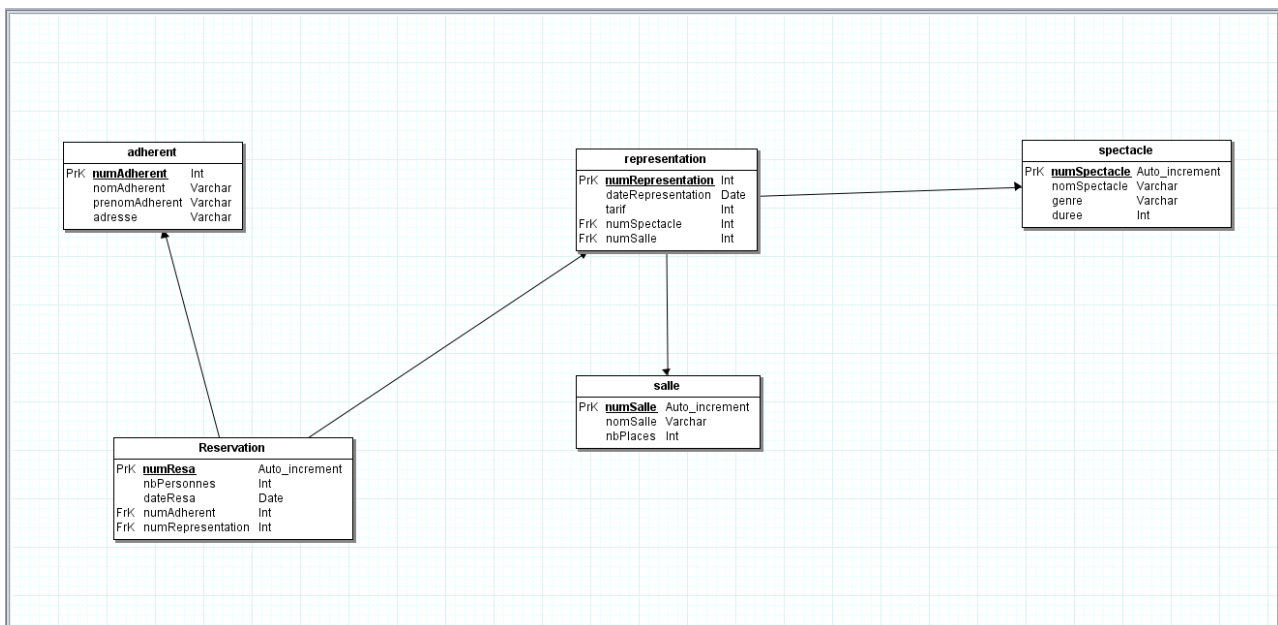 adherent
PrK numAdherent Int
nomAdherent Varchar
prenomAdherent Varchar
adresse Varchar
representation
PrK numRepresentation Int
dateRepresentation Date
tarif Int
FrK numSpectacle Int
FrK numSalle Int
spectacle
PrK numSpectacle Auto_increment
nomSpectacle Varchar
genre Varchar
duree Int
salle
PrK numSalle Auto_increment
nomSalle Varchar
nbPlaces Int
Reservation
PrK numResa Auto_increment
nbPersonnes Int
dateResa Date
FrK numAdherent Int
FrK numRepresentation Int